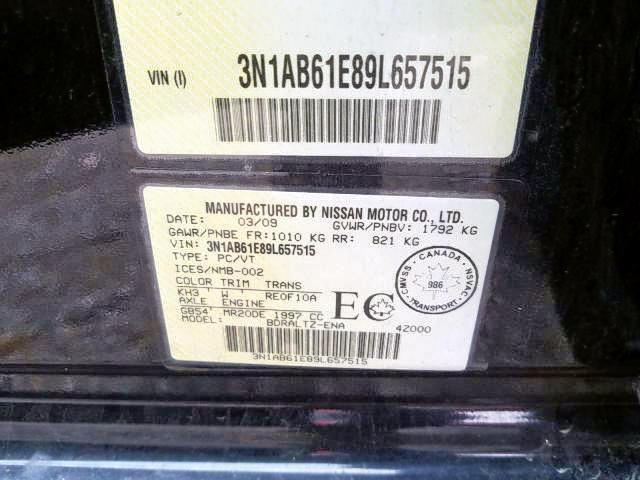 VIN (I) 3N1AB61E89L657515
MANUFACTURED BY NISSAN MOTOR CO., LTD.
DATE: 03/09 GVWR/PNBV: 1792 KG
GAWR/PNBE FR: 1010 KG RR: 821 KG
VIN: 3N1AB61E89L657515
TYPE: PC/VT
ICES/NMB-002
COLOR TRIM TRANS
KH3 ' W ' RE0F10A
AXLE ENGINE
GB54' MR20DE 1997 CC
MODEL: BDRALTZ-ENA 42000
3N1AB61E89L657515
EC
CANADA
CMVSS NSVAC
986
TRANSPORT